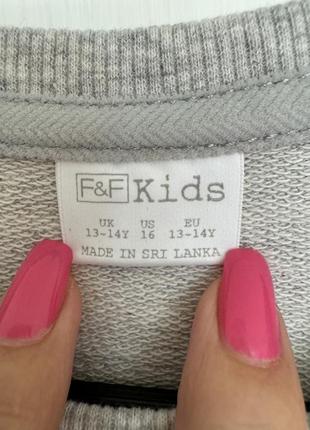 F&F Kids
UK US EU
13-14Y 16 13-14Y
MADE IN SRI LANKA